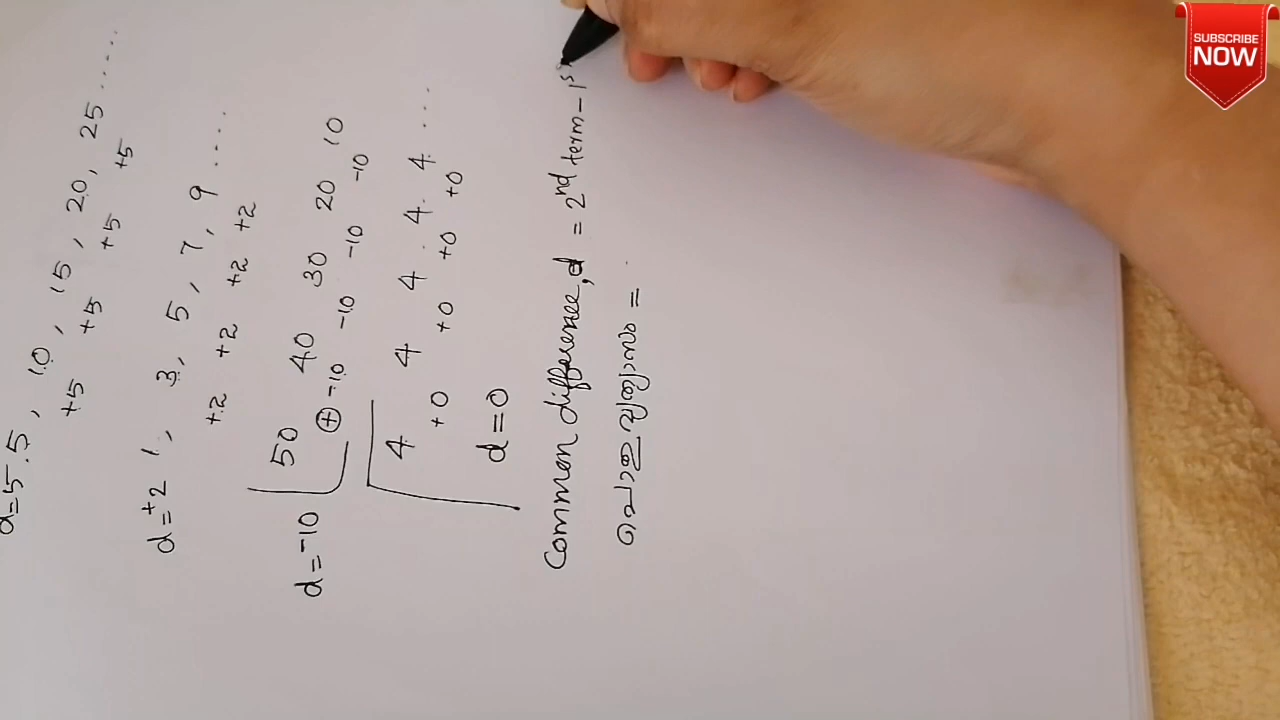 d=5 5, 10, 15, 20, 25.....
+5 +5 +5 +5
d=+2 1, 3, 5, 7, 9....
+2 +2 +2 +2
d=-10 50 40 30 20 10
+ -10 -10 -10 -10
4 4 4 4 4...
+0 +0 +0 +0
d=0
Common difference, d = 2nd term - 1s
പൊതു വ്യത്യാസം =
SUBSCRIBE
NOW